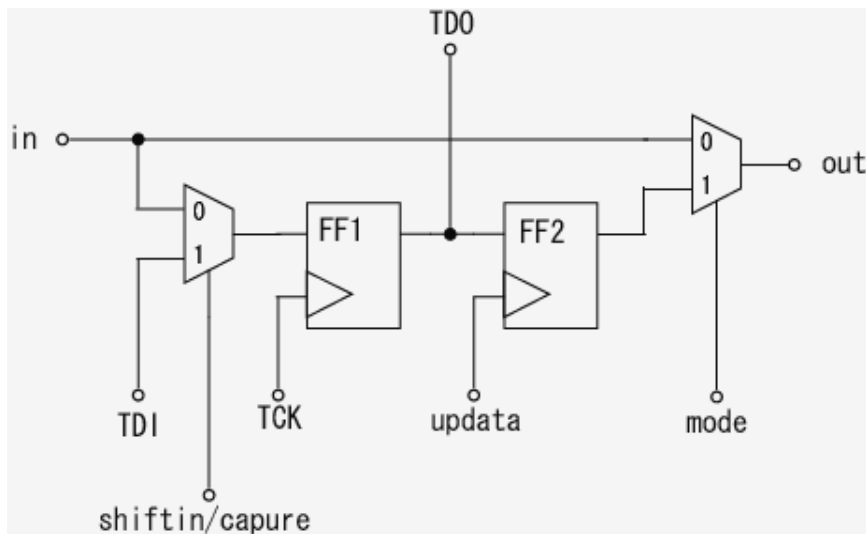 TDO
in
0
1
out
0
1
FF1
FF2
TDI
TCK
updata
mode
shiftin/capure